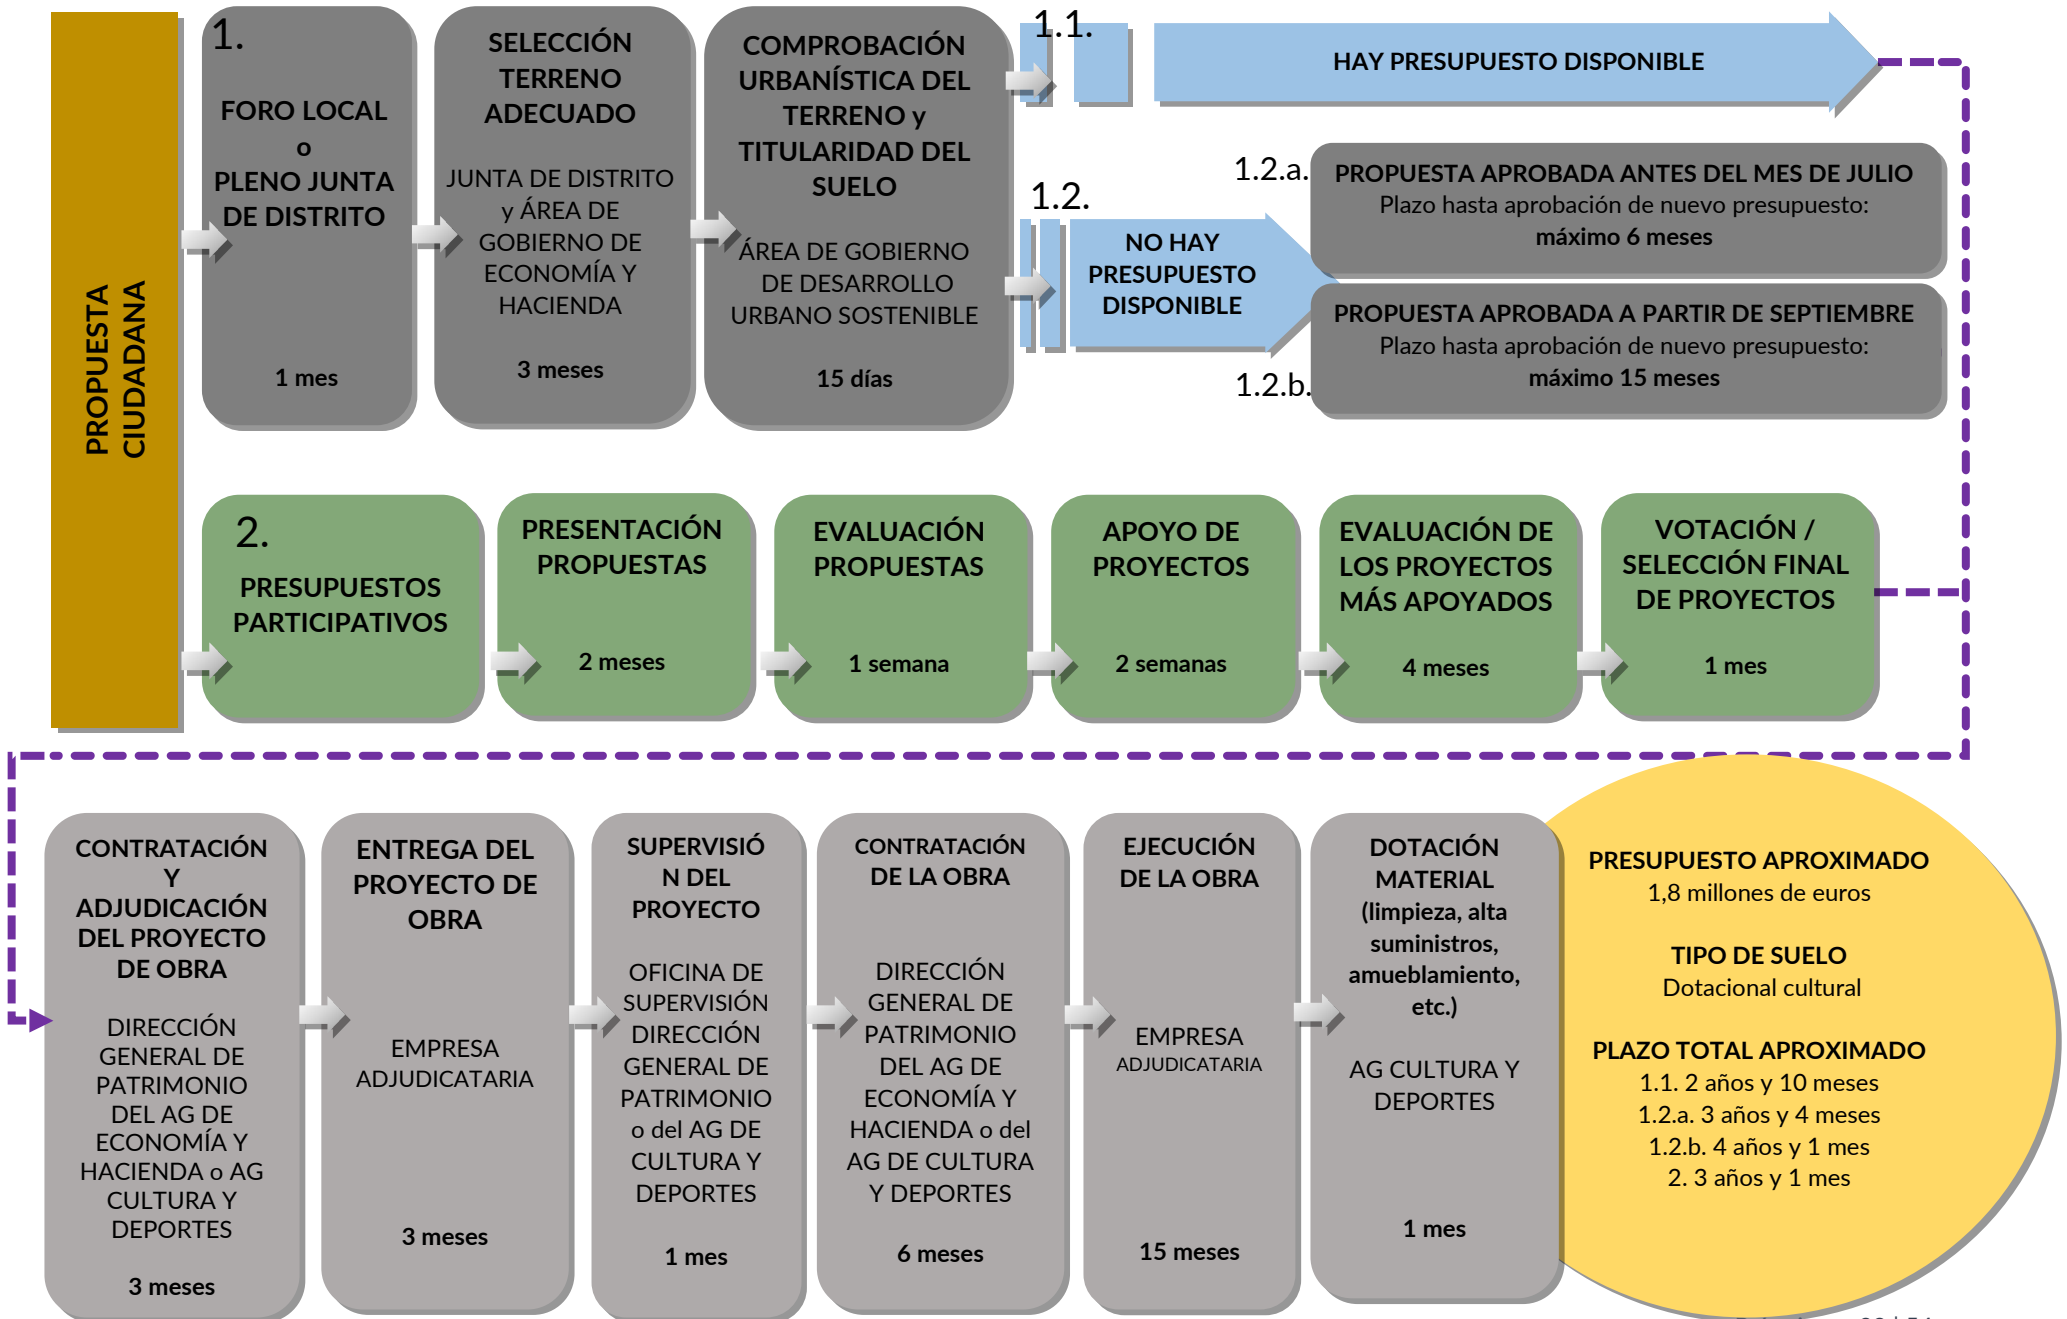 PROPUESTA
CIUDADANA
1.
FORO LOCAL
o
PLENO JUNTA
DE DISTRITO
1 mes
SELECCIÓN
TERRENO
ADECUADO
JUNTA DE DISTRITO
y ÁREA DE
GOBIERNO DE
ECONOMÍA Y
HACIENDA
3 meses
COMPROBACIÓN
URBANÍSTICA DEL
TERRENO y
TITULARIDAD DEL
SUELO
ÁREA DE GOBIERNO
DE DESARROLLO
URBANO SOSTENIBLE
15 días
1.1.
HAY PRESUPUESTO DISPONIBLE
1.2.
NO HAY
PRESUPUESTO
DISPONIBLE
1.2.a.
PROPUESTA APROBADA ANTES DEL MES DE JULIO
Plazo hasta aprobación de nuevo presupuesto:
máximo 6 meses
PROPUESTA APROBADA A PARTIR DE SEPTIEMBRE
Plazo hasta aprobación de nuevo presupuesto:
máximo 15 meses
1.2.b.
2.
PRESUPUESTOS
PARTICIPATIVOS
PRESENTACIÓN
PROPUESTAS
2 meses
EVALUACIÓN
PROPUESTAS
1 semana
APOYO DE
PROYECTOS
2 semanas
EVALUACIÓN DE
LOS PROYECTOS
MÁS APOYADOS
4 meses
VOTACIÓN /
SELECCIÓN FINAL
DE PROYECTOS
1 mes
CONTRATACIÓN
Y
ADJUDICACIÓN
DEL PROYECTO
DE OBRA
DIRECCIÓN
GENERAL DE
PATRIMONIO
DEL AG DE
ECONOMÍA Y
HACIENDA o AG
CULTURA Y
DEPORTES
3 meses
ENTREGA DEL
PROYECTO DE
OBRA
EMPRESA
ADJUDICATARIA
3 meses
SUPERVISIÓ
N DEL
PROYECTO
OFICINA DE
SUPERVISIÓN
DIRECCIÓN
GENERAL DE
PATRIMONIO
o del AG DE
CULTURA Y
DEPORTES
1 mes
CONTRATACIÓN
DE LA OBRA
DIRECCIÓN
GENERAL DE
PATRIMONIO
DEL AG DE
ECONOMÍA Y
HACIENDA o del
AG DE CULTURA
Y DEPORTES
6 meses
EJECUCIÓN
DE LA OBRA
EMPRESA
ADJUDICATARIA
15 meses
DOTACIÓN
MATERIAL
(limpieza, alta
suministros,
amueblamiento,
etc.)
AG CULTURA Y
DEPORTES
1 mes
PRESUPUESTO APROXIMADO
1,8 millones de euros
TIPO DE SUELO
Dotacional cultural
PLAZO TOTAL APROXIMADO
1.1. 2 años y 10 meses
1.2.a. 3 años y 4 meses
1.2.b. 4 años y 1 mes
2. 3 años y 1 mes